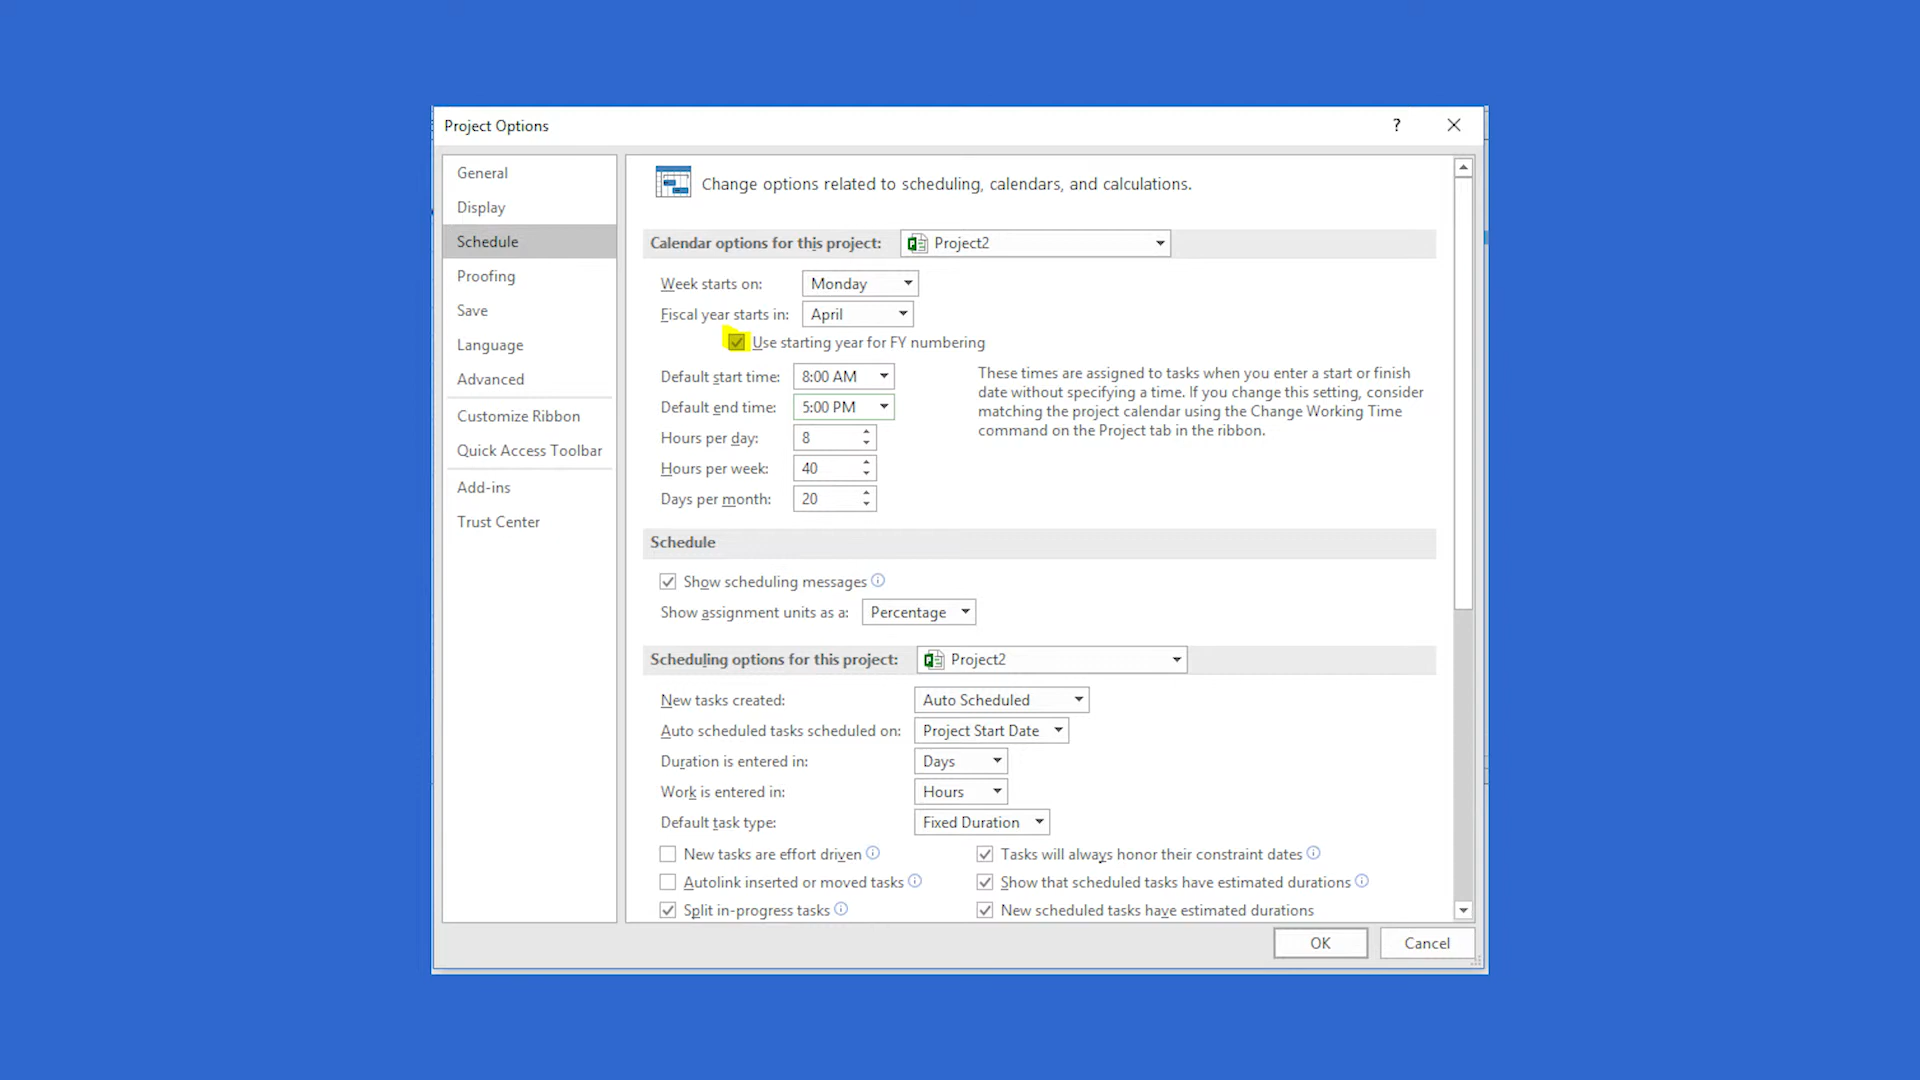 Project Options
?
General
Display
Schedule
Proofing
Save
Language
Advanced
Customize Ribbon
Quick Access Toolbar
Add-ins
Trust Center
Change options related to scheduling, calendars, and calculations.
Calendar options for this project: Project2
Week starts on: Monday
Fiscal year starts in: April
Use starting year for FY numbering
Default start time: 8:00 AM
Default end time: 5:00 PM
Hours per day: 8
Hours per week: 40
Days per month: 20
These times are assigned to tasks when you enter a start or finish
date without specifying a time. If you change this setting, consider
matching the project calendar using the Change Working Time
command on the Project tab in the ribbon.
Schedule
Show scheduling messages
Show assignment units as a: Percentage
Scheduling options for this project: Project2
New tasks created: Auto Scheduled
Auto scheduled tasks scheduled on: Project Start Date
Duration is entered in: Days
Work is entered in: Hours
Default task type: Fixed Duration
New tasks are effort driven
Autolink inserted or moved tasks
Split in-progress tasks
Tasks will always honor their constraint dates
Show that scheduled tasks have estimated durations
New scheduled tasks have estimated durations
OK
Cancel